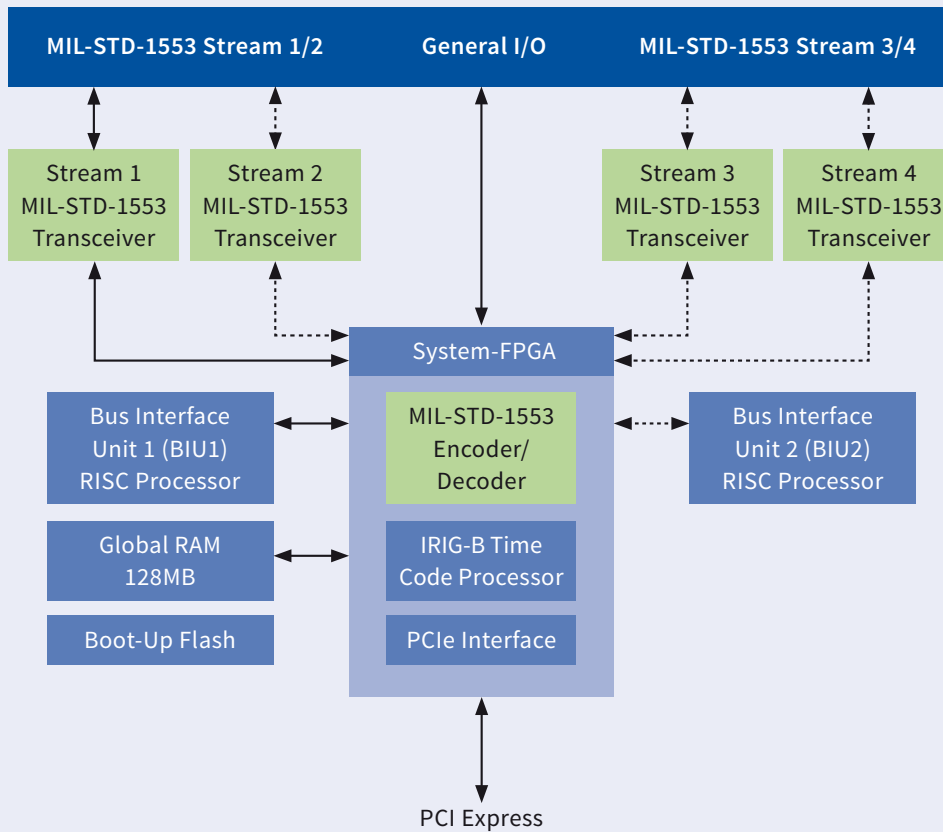 MIL-STD-1553 Stream 1/2
General I/O
MIL-STD-1553 Stream 3/4
Stream 1
MIL-STD-1553
Transceiver
Stream 2
MIL-STD-1553
Transceiver
Stream 3
MIL-STD-1553
Transceiver
Stream 4
MIL-STD-1553
Transceiver
System-FPGA
Bus Interface
Unit 1 (BIU1)
RISC Processor
MIL-STD-1553
Encoder/
Decoder
Bus Interface
Unit 2 (BIU2)
RISC Processor
Global RAM
128MB
IRIG-B Time
Code Processor
Boot-Up Flash
PCIe Interface
PCI Express